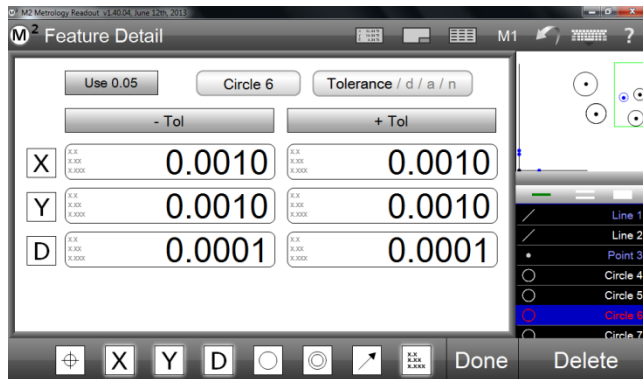 M² Metrology Readout v1.40.04, June 12th, 2013
M² Feature Detail
M1
?
Use 0.05
Circle 6
Tolerance / d / a / n
- Tol
+ Tol
X
X.X
X.XX
X.XXX
0.0010
X.X
X.XX
X.XXX
0.0010
Y
X.X
X.XX
X.XXX
0.0010
X.X
X.XX
X.XXX
0.0010
D
X.X
X.XX
X.XXX
0.0001
X.X
X.XX
X.XXX
0.0001
Line 1
Line 2
Point 3
Circle 4
Circle 5
Circle 6
Circle 7
X
Y
D
X.X
X.XX
X.XXX
Done
Delete